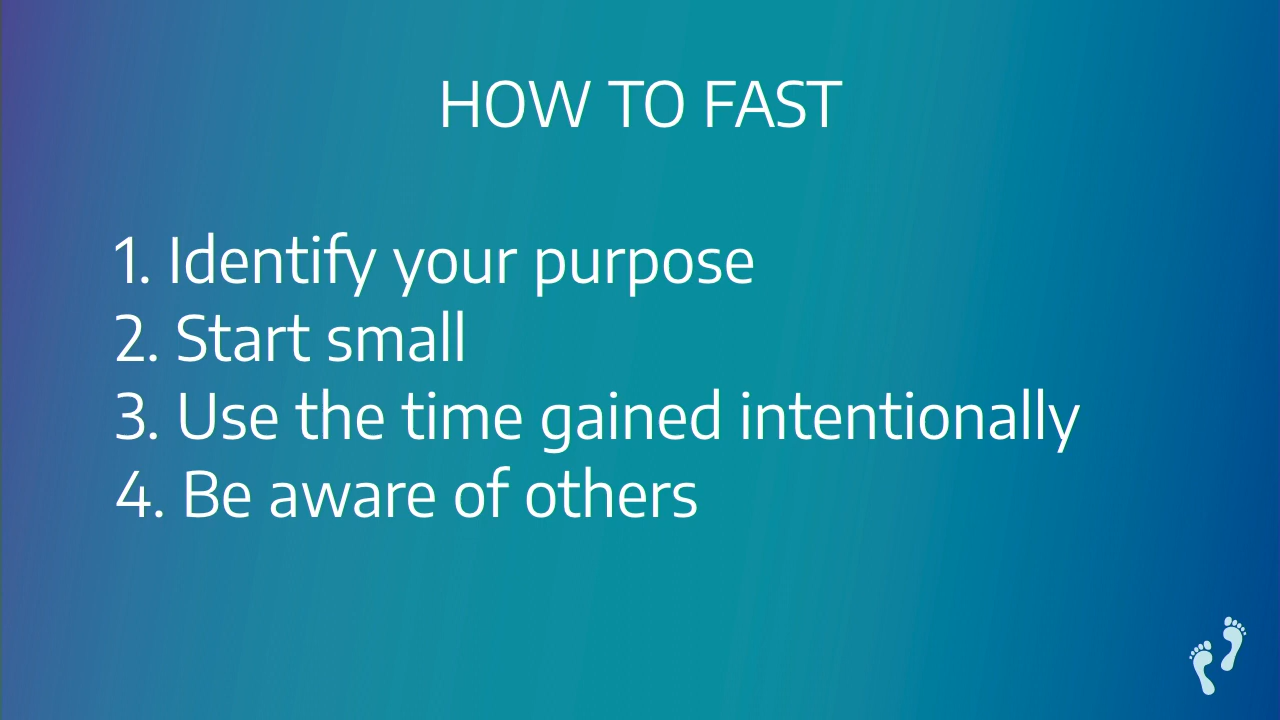 HOW TO FAST
1. Identify your purpose
2. Start small
3. Use the time gained intentionally
4. Be aware of others